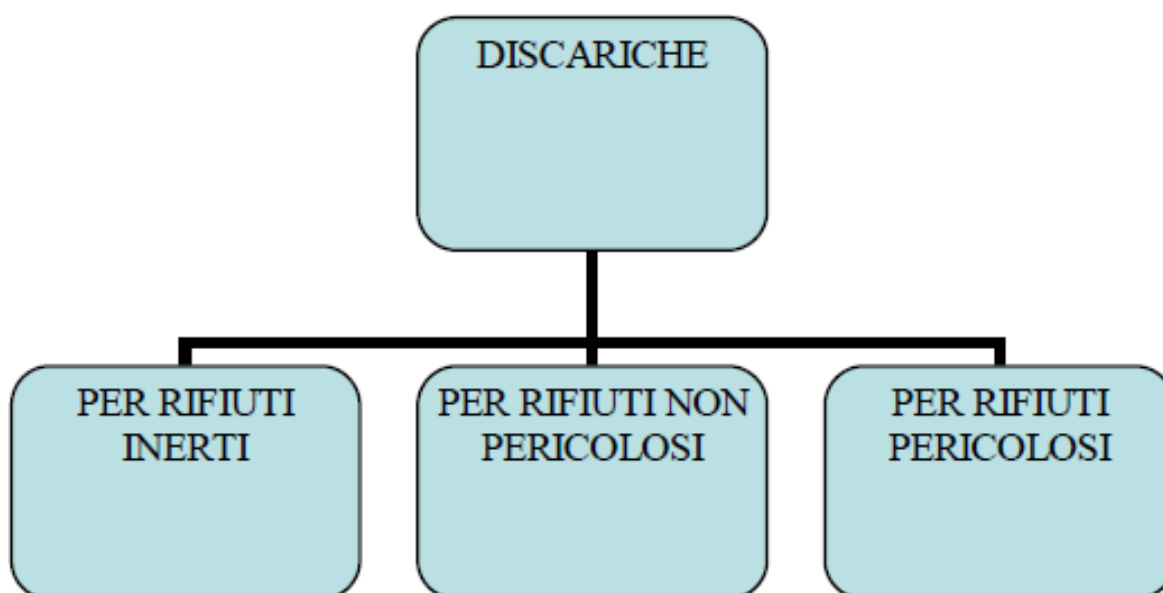 DISCARICHE
PER RIFIUTI
INERTI
PER RIFIUTI NON
PERICOLOSI
PER RIFIUTI
PERICOLOSI